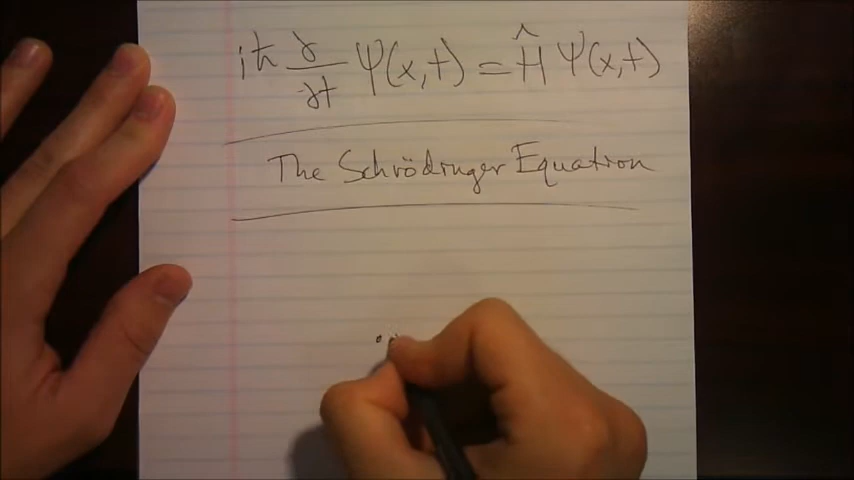 iħ ∂/∂t Ψ(x,t) = Ĥ Ψ(x,t)
The Schrödinger Equation